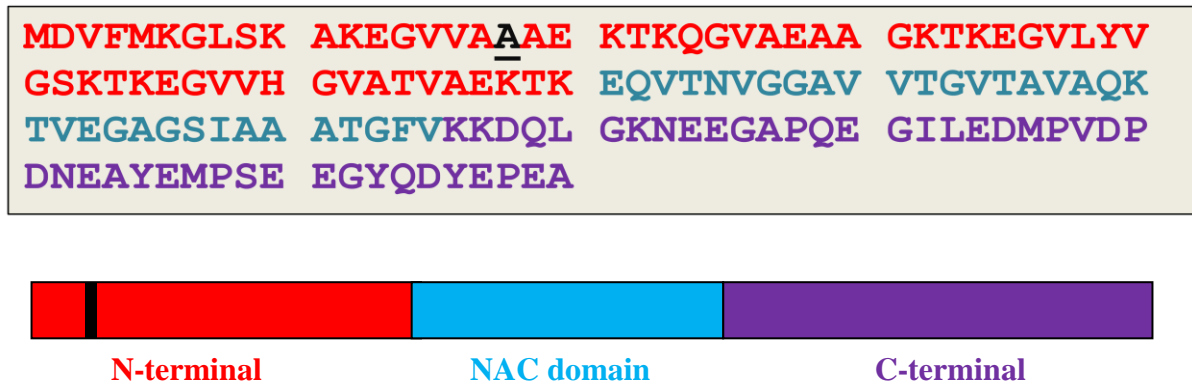 MDVFMKGLSK AKEGVVAAAE KTKQGVAEAA GKTKEGVLYV
GSKTKEGVVH GVATVAEKTK EQVTNVGGAV VTGVTAVAQK
TVEGAGSIAA ATGFVKKDQL GKNEEGAPQE GILEDMPVDP
DNEAYEMPSE EGYQDYEPEA
N-terminal NAC domain C-terminal